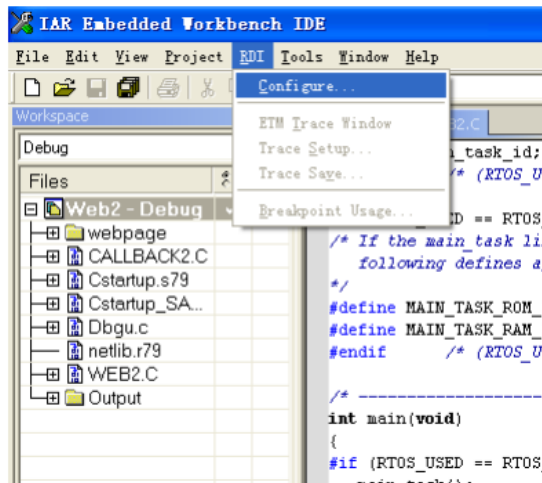 IAR Embedded Workbench IDE
File Edit View Project RDI Tools Window Help
Configure...
ETM Trace Window
Trace Setup...
Trace Save...
Breakpoint Usage...
Workspace
Debug
Files
Web2 - Debug
webpage
CALLBACK2.C
Cstartup.s79
Cstartup_SA...
Dbgu.c
netlib.r79
WEB2.C
Output
B2.C
_task_id;
/* (RTOS_U
ED == RTOS
/* If the main_task li
following defines a
*/
#define MAIN_TASK_ROM_
#define MAIN_TASK_RAM_
#endif /* (RTOS_U
/* ----------------------
int main(void)
{
#if (RTOS_USED == RTOS
main_task();